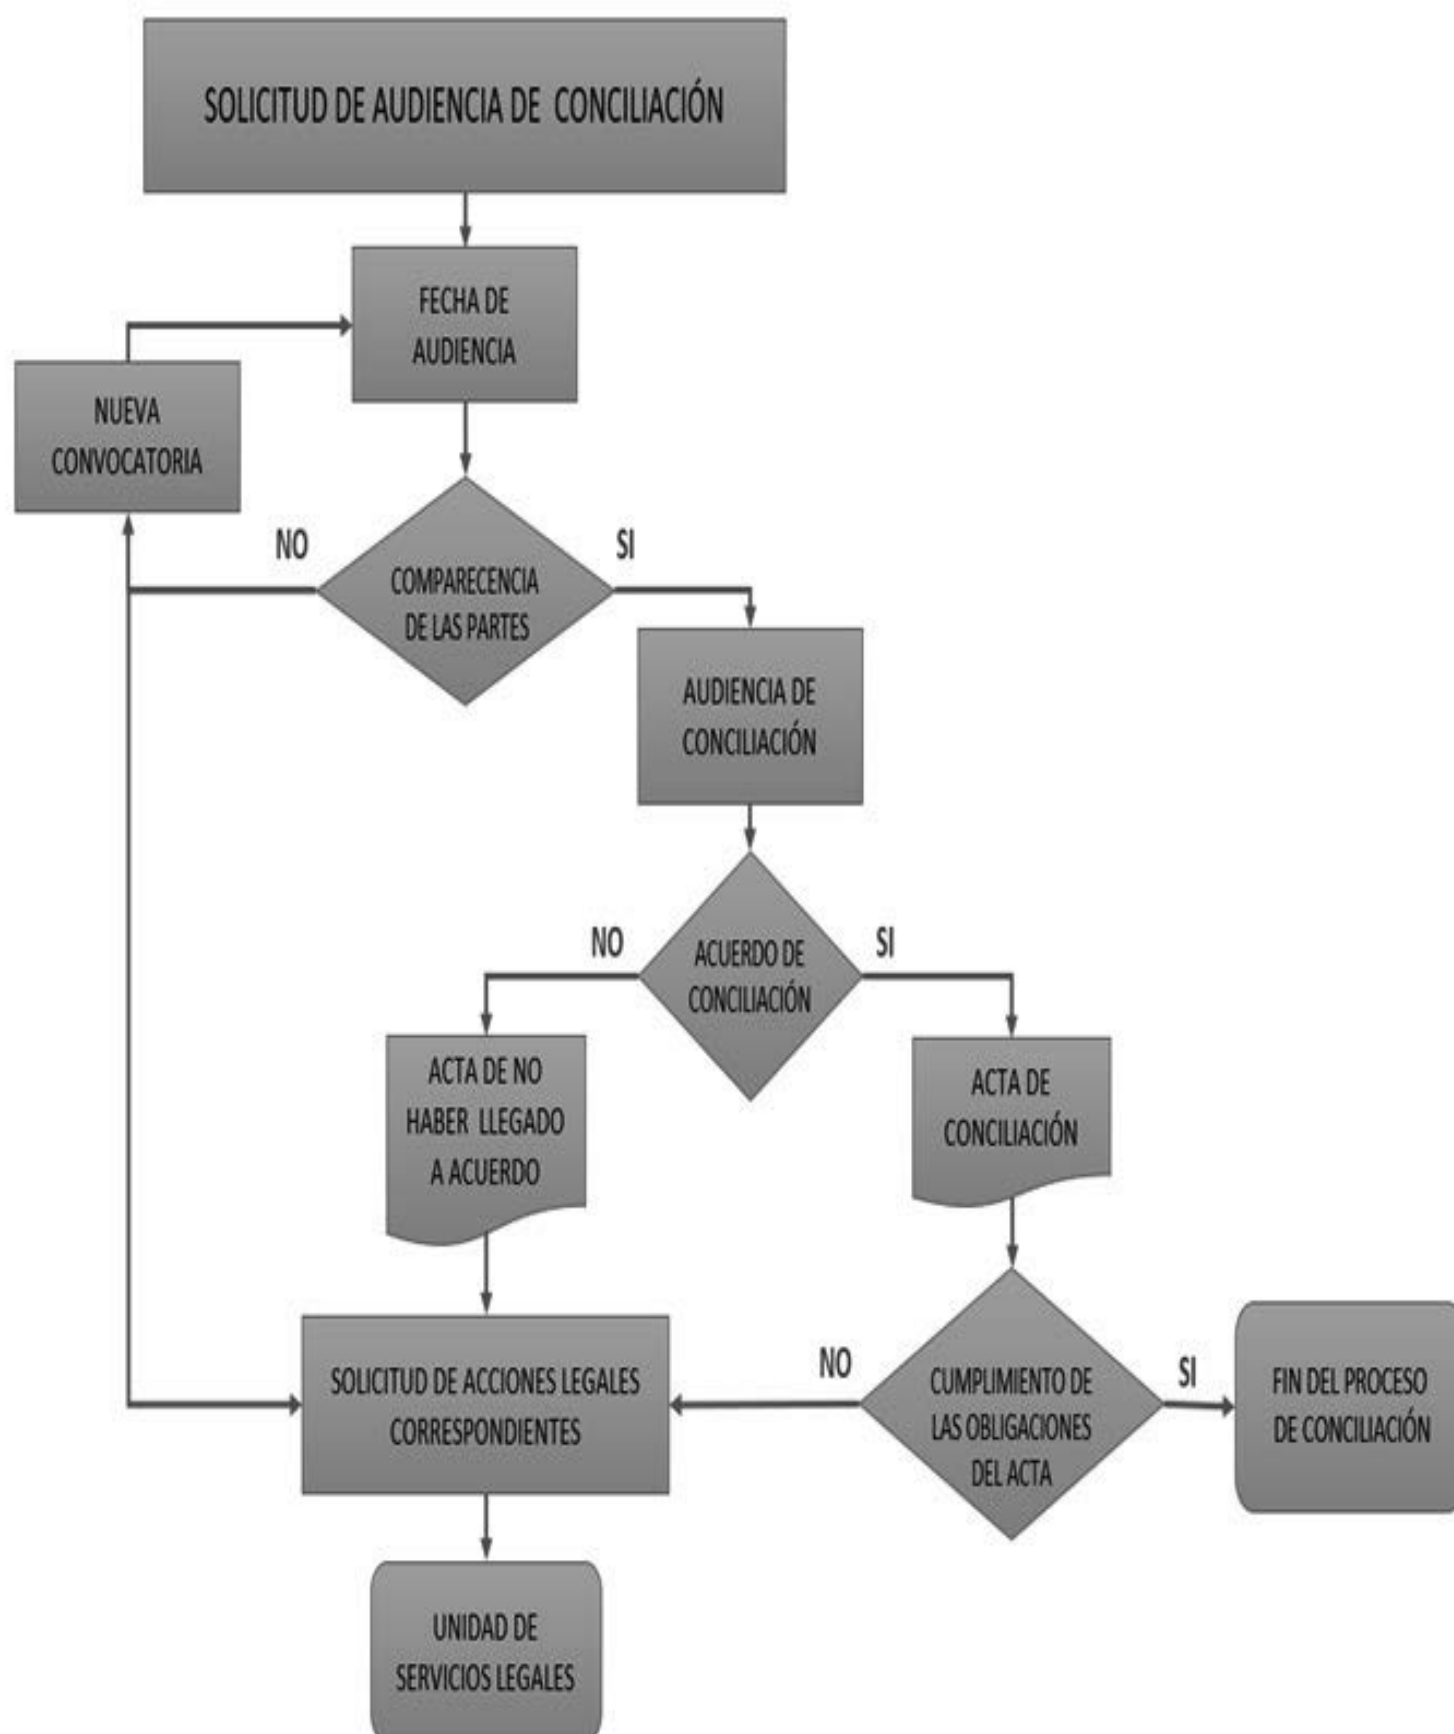 SOLICITUD DE AUDIENCIA DE CONCILIACIÓN
FECHA DE
AUDIENCIA
NUEVA
CONVOCATORIA
NO
SI
COMPARECENCIA
DE LAS PARTES
AUDIENCIA DE
CONCILIACIÓN
NO
SI
ACUERDO DE
CONCILIACIÓN
ACTA DE NO
HABER LLEGADO
A ACUERDO
ACTA DE
CONCILIACIÓN
SOLICITUD DE ACCIONES LEGALES
CORRESPONDIENTES
NO
CUMPLIMIENTO DE
LAS OBLIGACIONES
DEL ACTA
SI
FIN DEL PROCESO
DE CONCILIACIÓN
UNIDAD DE
SERVICIOS LEGALES